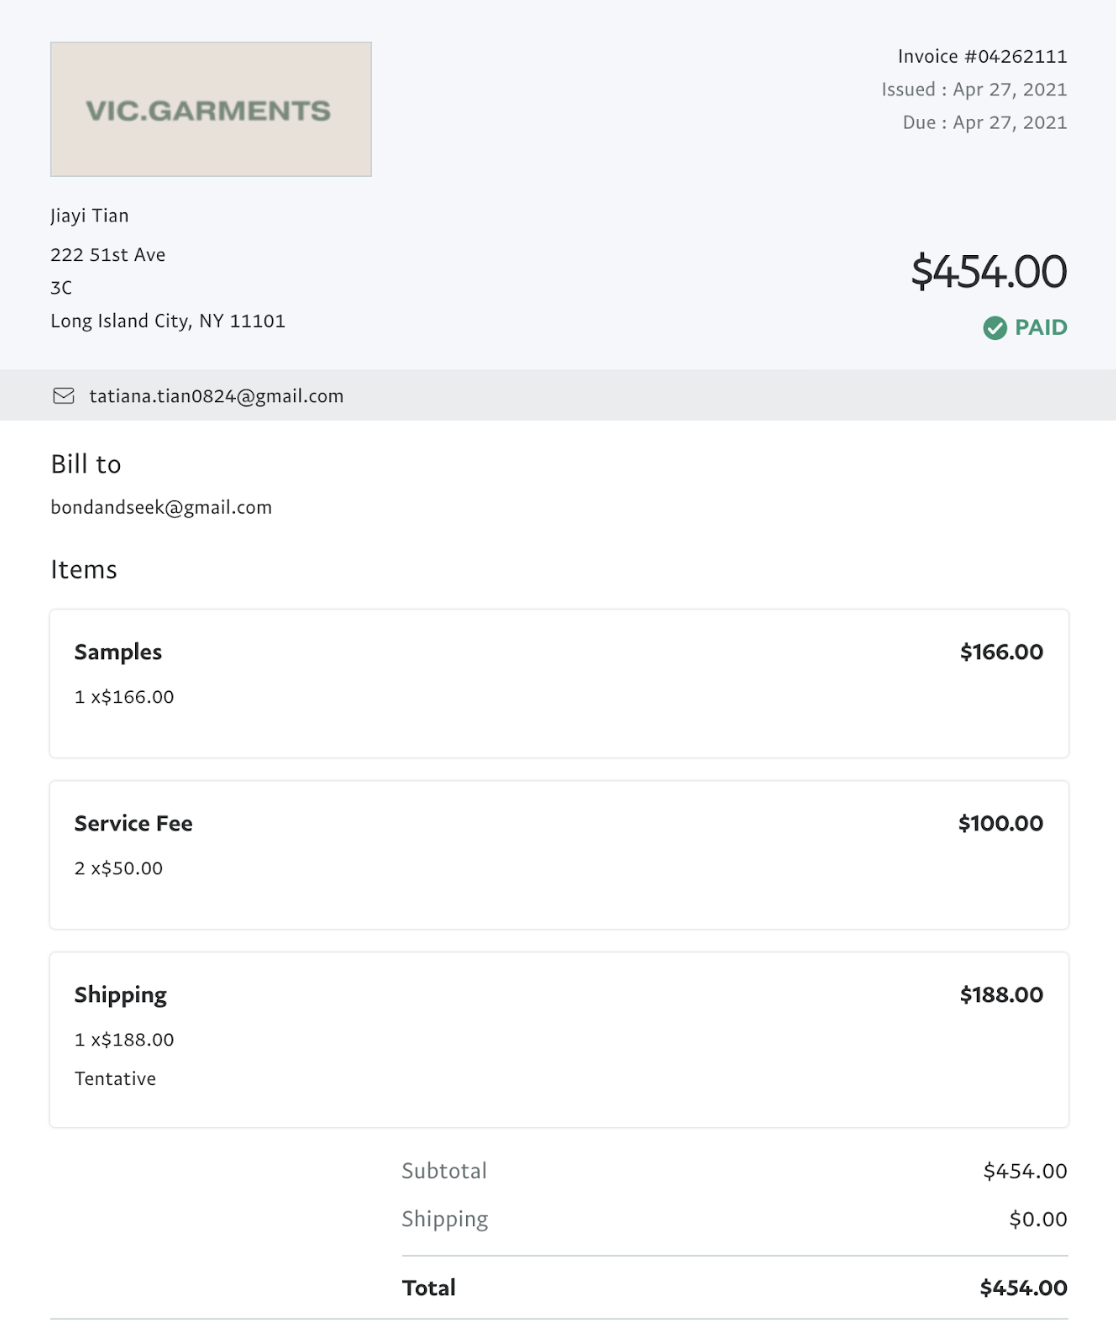 VIC.GARMENTS
Invoice #04262111
Issued : Apr 27, 2021
Due : Apr 27, 2021
Jiayi Tian
222 51st Ave
3C
Long Island City, NY 11101
$454.00
PAID
tatiana.tian0824@gmail.com
Bill to
bondandseek@gmail.com
Items
Samples $166.00
1 x$166.00
Service Fee $100.00
2 x$50.00
Shipping $188.00
1 x$188.00
Tentative
Subtotal $454.00
Shipping $0.00
Total $454.00